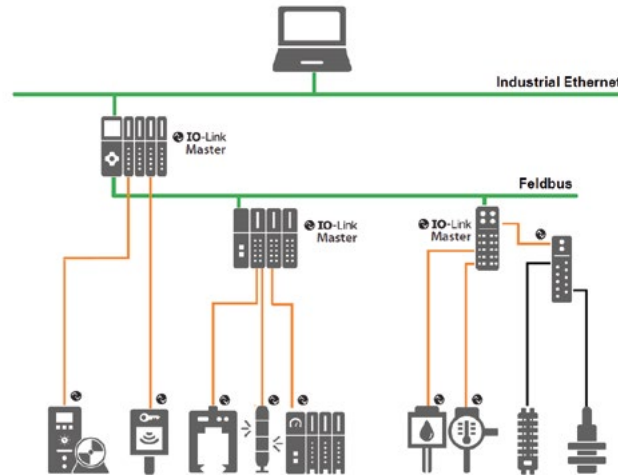 Industrial Ethernet
IO-Link
Master
Feldbus
IO-Link
Master
IO-Link
Master